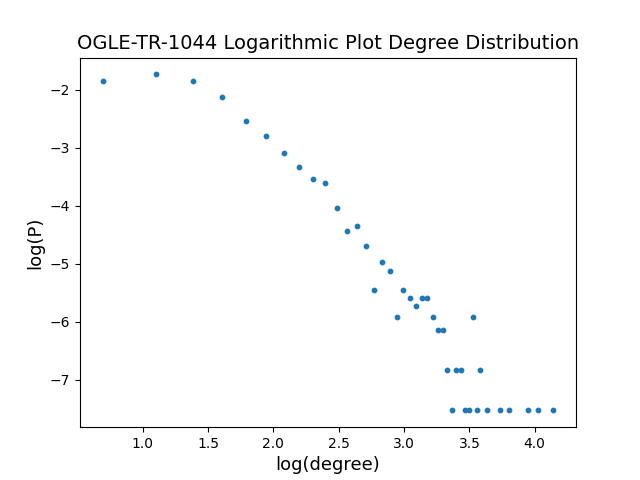 OGLE-TR-1044 Logarithmic Plot Degree Distribution
−2
−3
−4
−5
−6
−7
log(P)
1.0 1.5 2.0 2.5 3.0 3.5 4.0
log(degree)